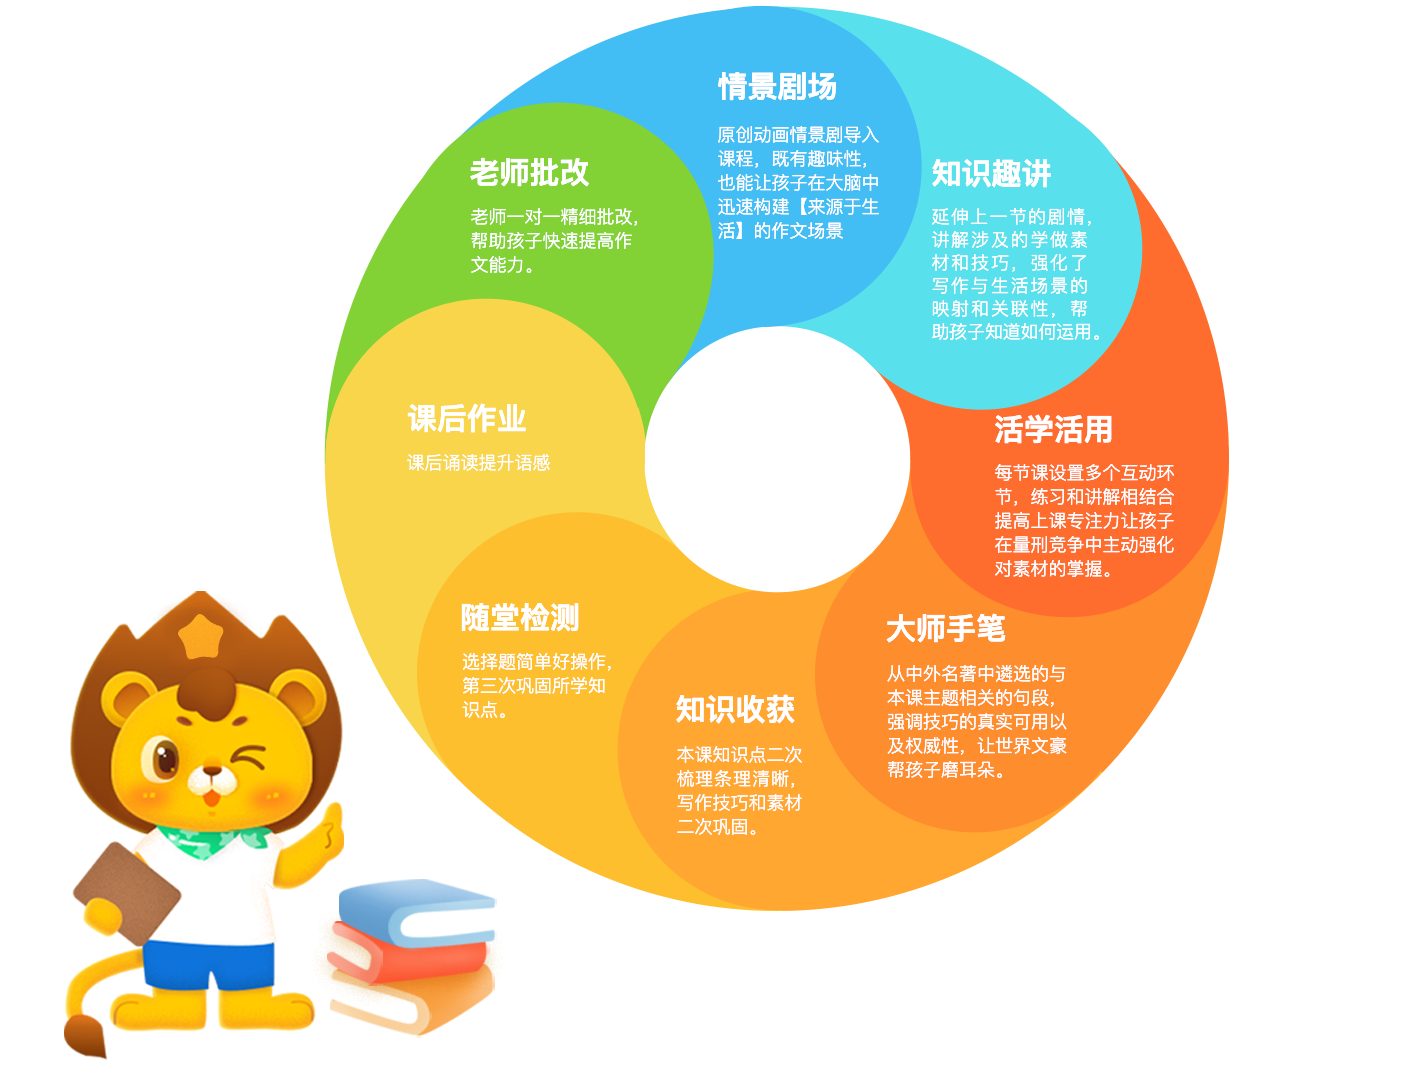 情景剧场
原创动画情景剧导入
课程，既有趣味性，
也能让孩子在大脑中
迅速构建【来源于生
活】的作文场景
知识趣讲
延伸上一节的剧情，
讲解涉及的学做素
材和技巧，强化了
写作与生活场景的
映射和关联性，帮
助孩子知道如何运用。
活学活用
每节课设置多个互动环
节，练习和讲解相结合
提高上课专注力让孩子
在量刑竞争中主动强化
对素材的掌握。
大师手笔
从中外名著中遴选的与
本课主题相关的句段，
强调技巧的真实可用以
及权威性，让世界文豪
帮孩子磨耳朵。
知识收获
本课知识点二次
梳理条理清晰，
写作技巧和素材
二次巩固。
随堂检测
选择题简单好操作，
第三次巩固所学知
识点。
课后作业
课后诵读提升语感
老师批改
老师一对一精细批改，
帮助孩子快速提高作
文能力。